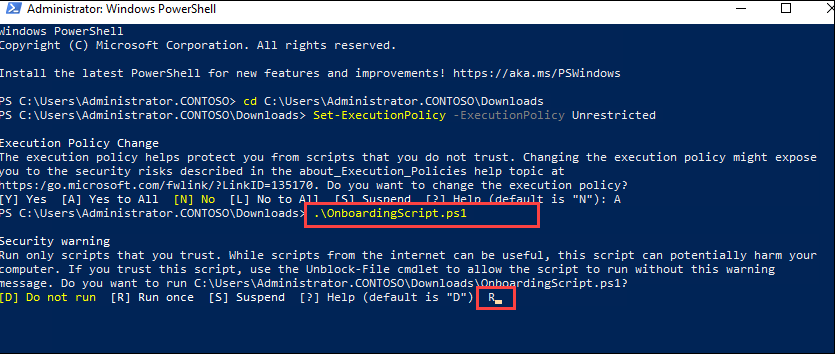 Administrator: Windows PowerShell
Windows PowerShell
Copyright (C) Microsoft Corporation. All rights reserved.
Install the latest PowerShell for new features and improvements! https://aka.ms/PSWindows
PS C:\Users\Administrator.CONTOSO> cd C:\Users\Administrator.CONTOSO\Downloads
PS C:\Users\Administrator.CONTOSO\Downloads> Set-ExecutionPolicy -ExecutionPolicy Unrestricted
Execution Policy Change
The execution policy helps protect you from scripts that you do not trust. Changing the execution policy might expose
you to the security risks described in the about_Execution_Policies help topic at
https:/go.microsoft.com/fwlink/?LinkID=135170. Do you want to change the execution policy?
[Y] Yes  [A] Yes to All  [N] No  [L] No to All  [S] Suspend  [?] Help (default is "N"): A
PS C:\Users\Administrator.CONTOSO\Downloads> .\OnboardingScript.ps1
Security warning
Run only scripts that you trust. While scripts from the internet can be useful, this script can potentially harm your
computer. If you trust this script, use the Unblock-File cmdlet to allow the script to run without this warning
message. Do you want to run C:\Users\Administrator.CONTOSO\Downloads\OnboardingScript.ps1?
[D] Do not run  [R] Run once  [S] Suspend  [?] Help (default is "D") R